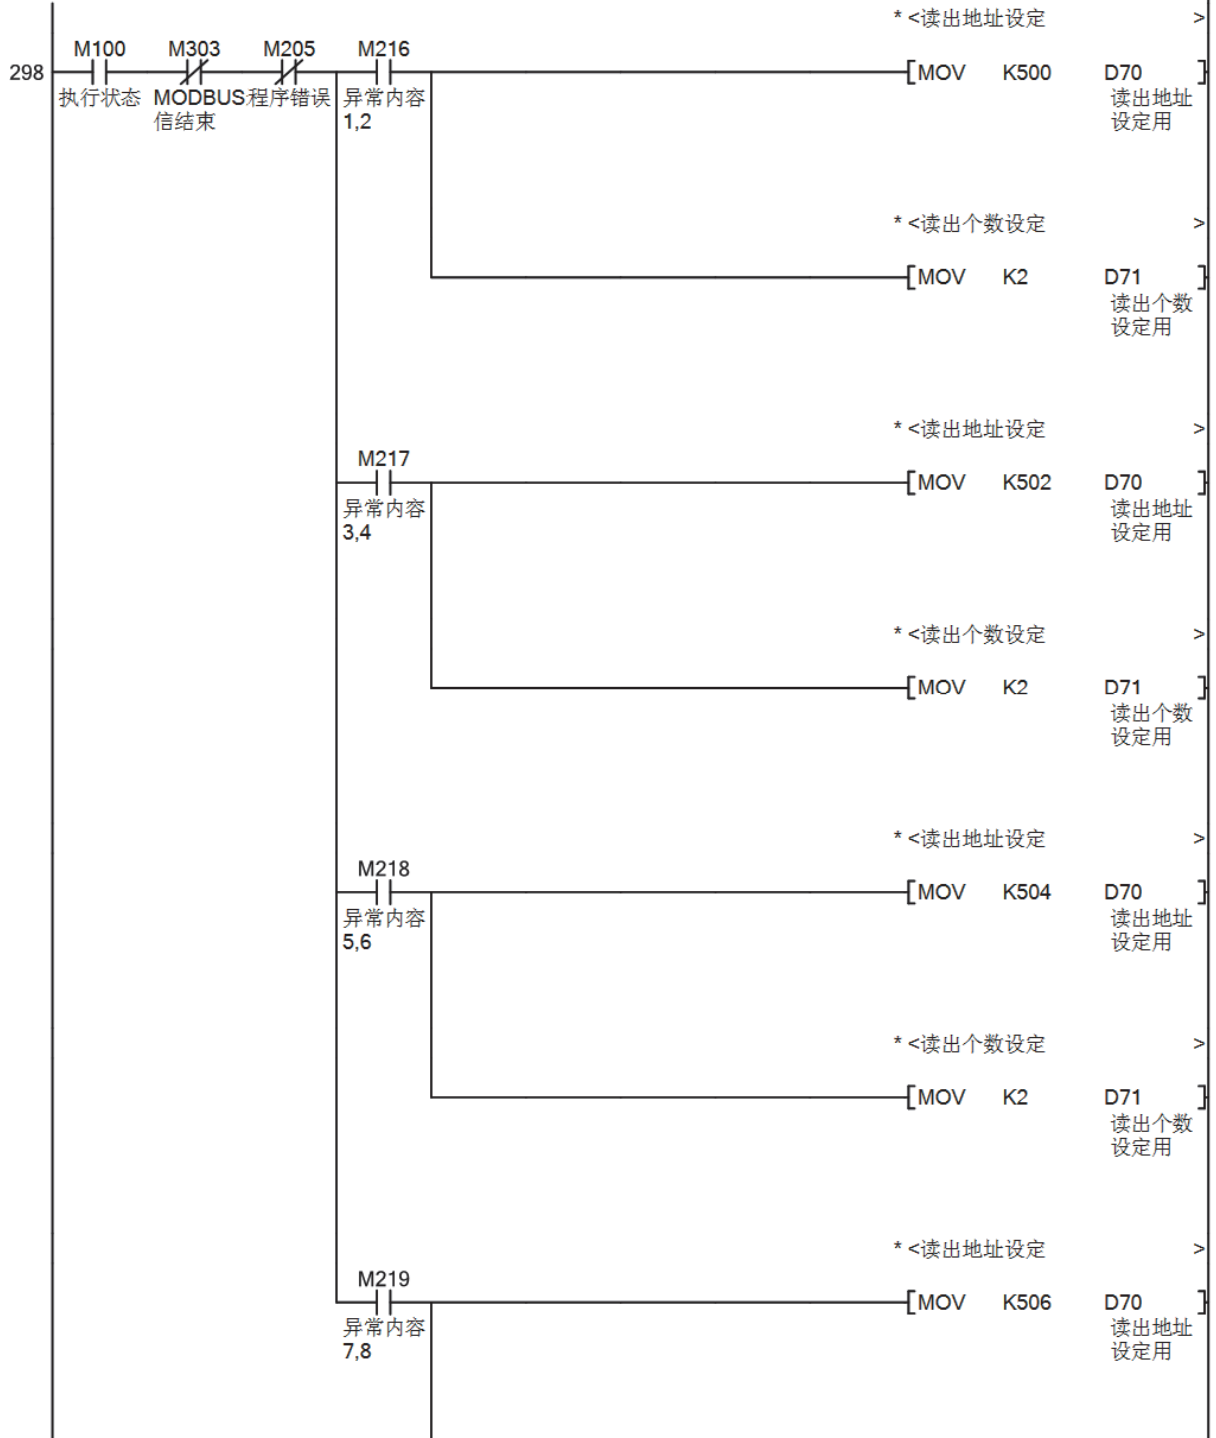 * <读出地址设定 >
M100 M303 M205 M216
298 [MOV K500 D70 ]
执行状态 MODBUS 程序错误 异常内容 读出地址
信结束 1,2 设定用
* <读出个数设定 >
[MOV K2 D71 ]
读出个数
设定用
* <读出地址设定 >
M217
[MOV K502 D70 ]
异常内容 读出地址
3,4 设定用
* <读出个数设定 >
[MOV K2 D71 ]
读出个数
设定用
* <读出地址设定 >
M218
[MOV K504 D70 ]
异常内容 读出地址
5,6 设定用
* <读出个数设定 >
[MOV K2 D71 ]
读出个数
设定用
* <读出地址设定 >
M219
[MOV K506 D70 ]
异常内容 读出地址
7,8 设定用